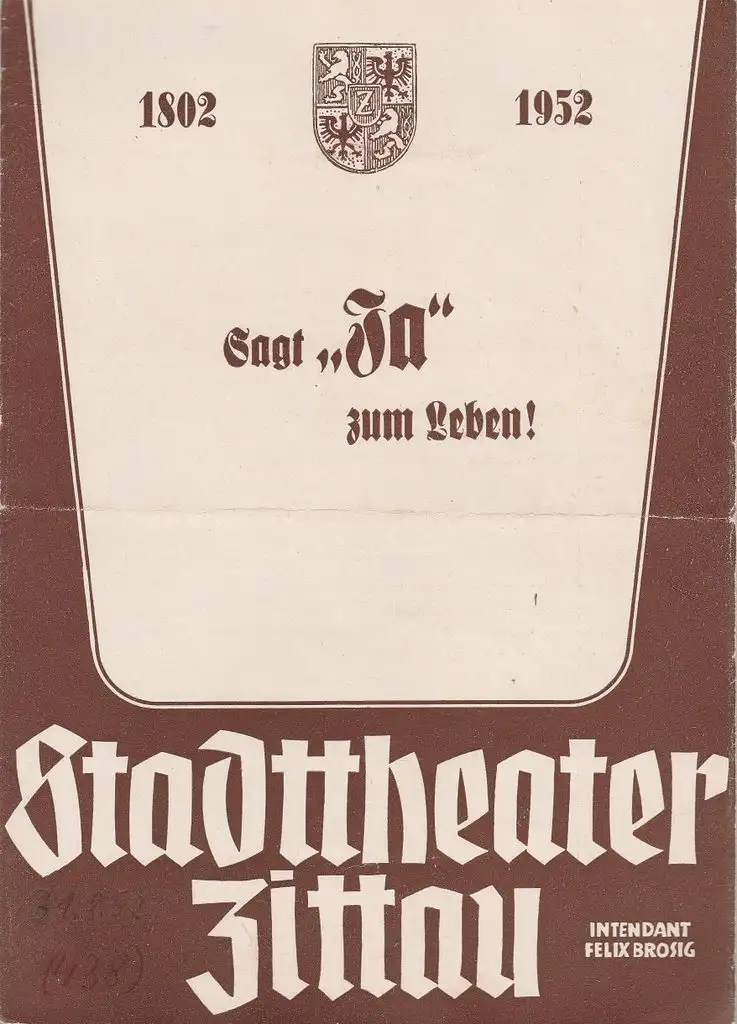 1802
Z
1952
Sagt „Ja“
zum Leben!
Stadttheater
Zittau
INTENDANT
FELIX BROSIG